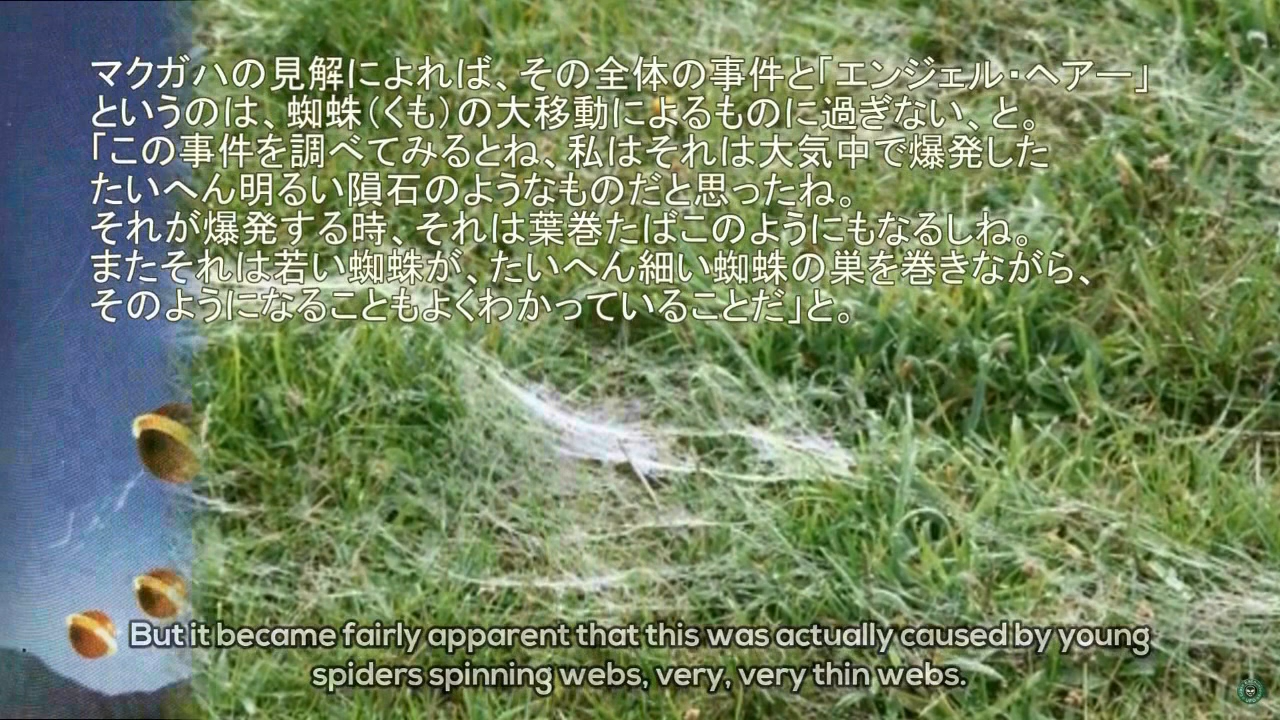 マクガハの見解によれば、その全体の事件と「エンジェル・ヘアー」
というのは、蜘蛛(くも)の大移動によるものに過ぎない、と。
「この事件を調べてみるとね、私はそれは大気中で爆発した
たいへん明るい隕石のようなものだと思ったね。
それが爆発する時、それは葉巻たばこのようにもなるしね。
またそれは若い蜘蛛が、たいへん細い蜘蛛の巣を巻きながら、
そのようになることもよくわかっていることだ」と。
But it became fairly apparent that this was actually caused by young
spiders spinning webs, very, very thin webs.